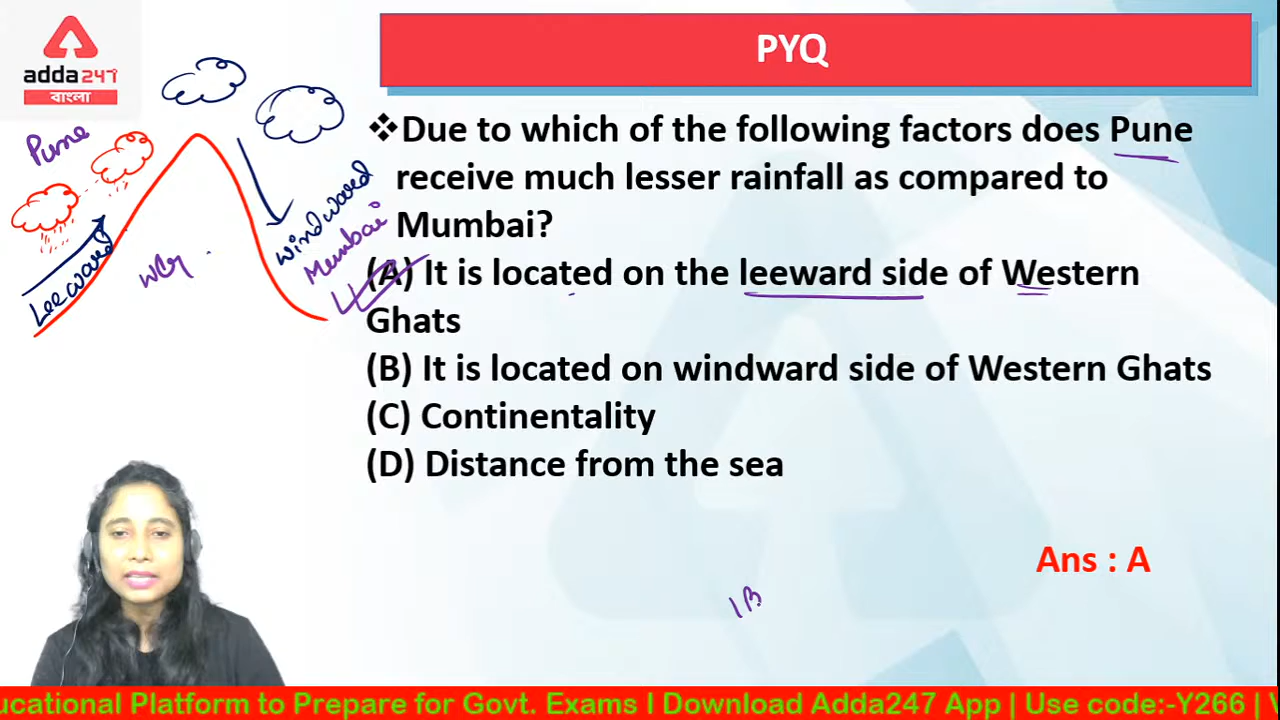 adda247
বাংলা
PYQ
❖Due to which of the following factors does Pune
receive much lesser rainfall as compared to
Mumbai?
(A) It is located on the leeward side of Western
Ghats
(B) It is located on windward side of Western Ghats
(C) Continentality
(D) Distance from the sea
Ans : A
Pune
Leeward
WG
windward
Mumbai
1B
ucational Platform to Prepare for Govt. Exams I Download Adda247 App | Use code:-Y266 | V